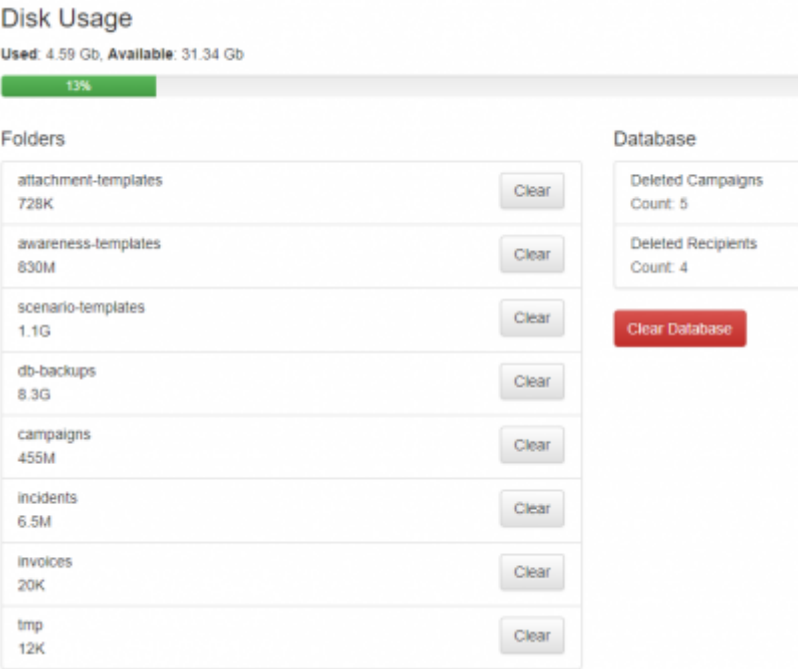 Disk Usage
Used: 4.59 Gb, Available: 31.34 Gb
13%
Folders
attachment-templates
728K
Clear
awareness-templates
830M
Clear
scenario-templates
1.1G
Clear
db-backups
8.3G
Clear
campaigns
455M
Clear
incidents
6.5M
Clear
invoices
20K
Clear
tmp
12K
Clear
Database
Deleted Campaigns
Count: 5
Deleted Recipients
Count: 4
Clear Database